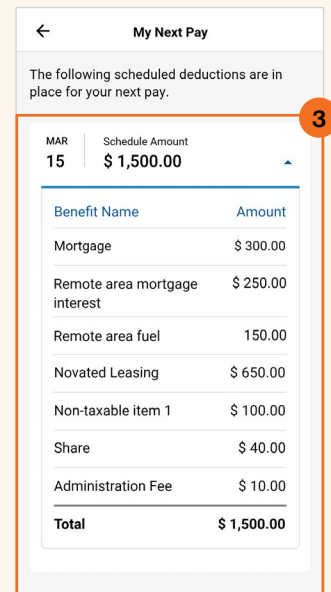 My Next Pay
The following scheduled deductions are in
place for your next pay.
3
MAR
15
Schedule Amount
$ 1,500.00
Benefit Name Amount
Mortgage $ 300.00
Remote area mortgage $ 250.00
interest
Remote area fuel 150.00
Novated Leasing $ 650.00
Non-taxable item 1 $ 100.00
Share $ 40.00
Administration Fee $ 10.00
Total $ 1,500.00